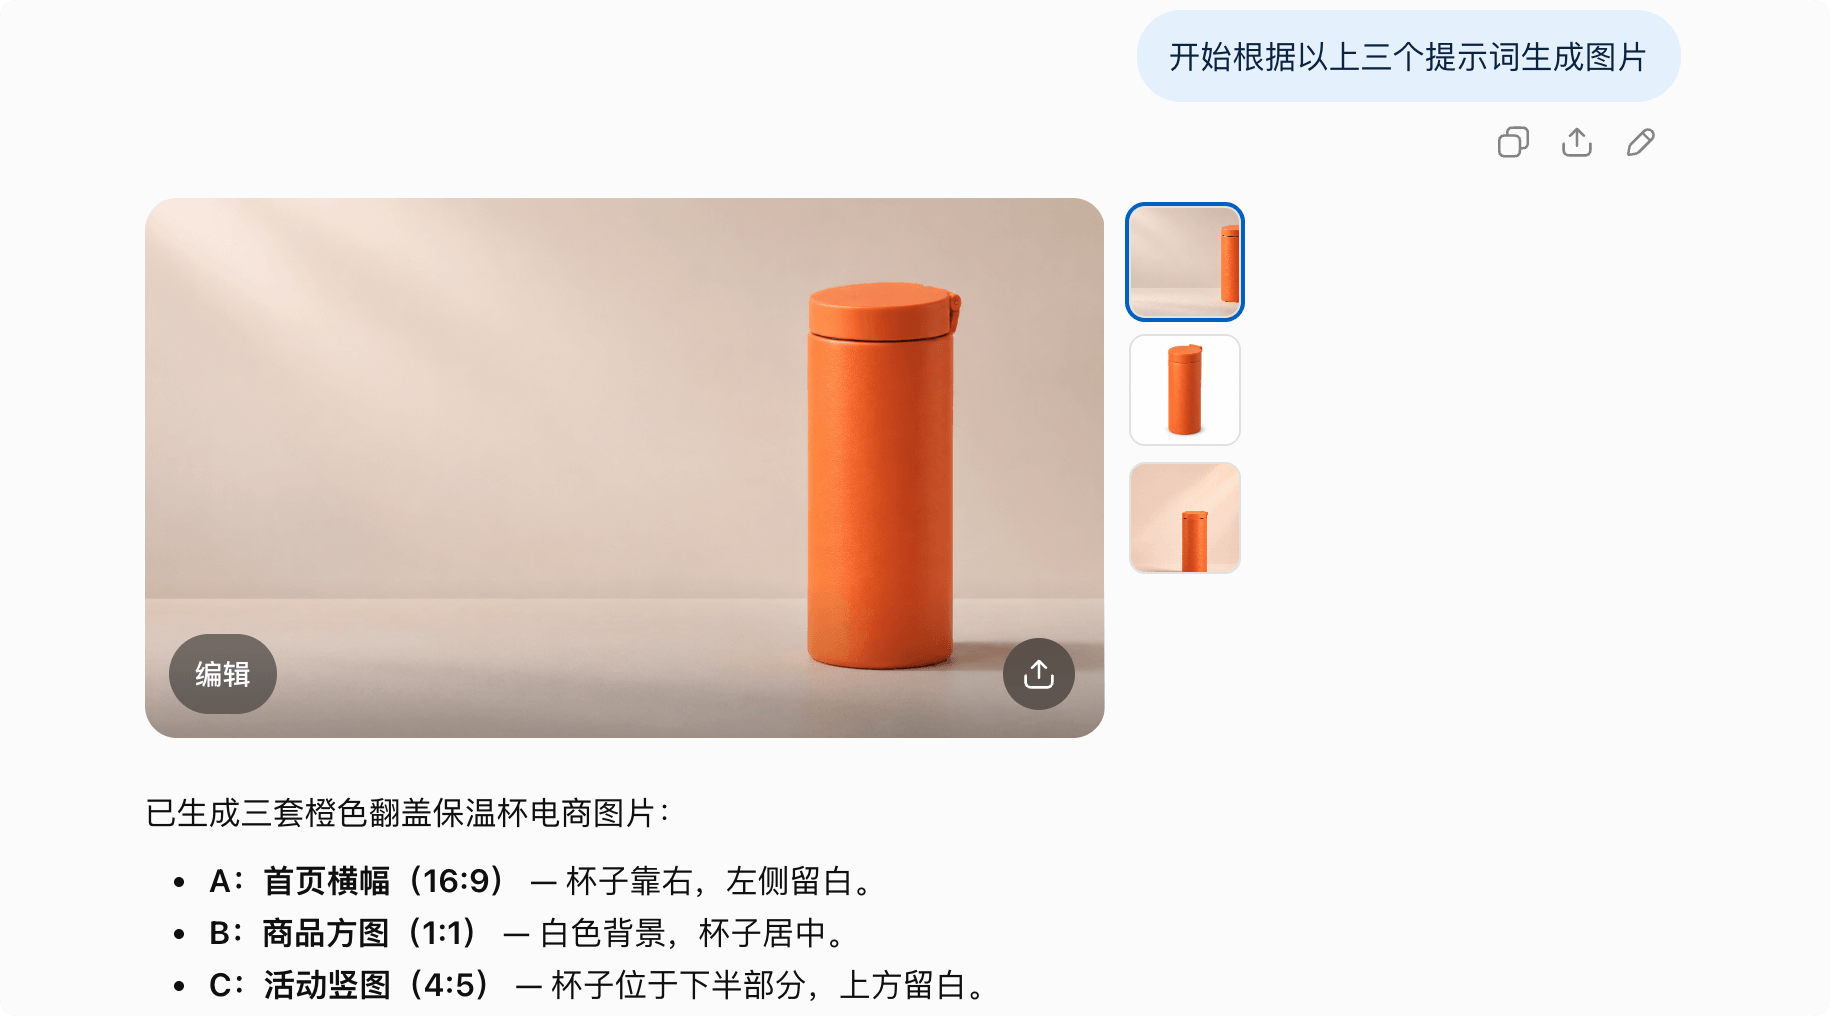 开始根据以上三个提示词生成图片
编辑
已生成三套橙色翻盖保温杯电商图片：
• A：首页横幅（16:9） — 杯子靠右，左侧留白。
• B：商品方图（1:1） — 白色背景，杯子居中。
• C：活动竖图（4:5） — 杯子位于下半部分，上方留白。